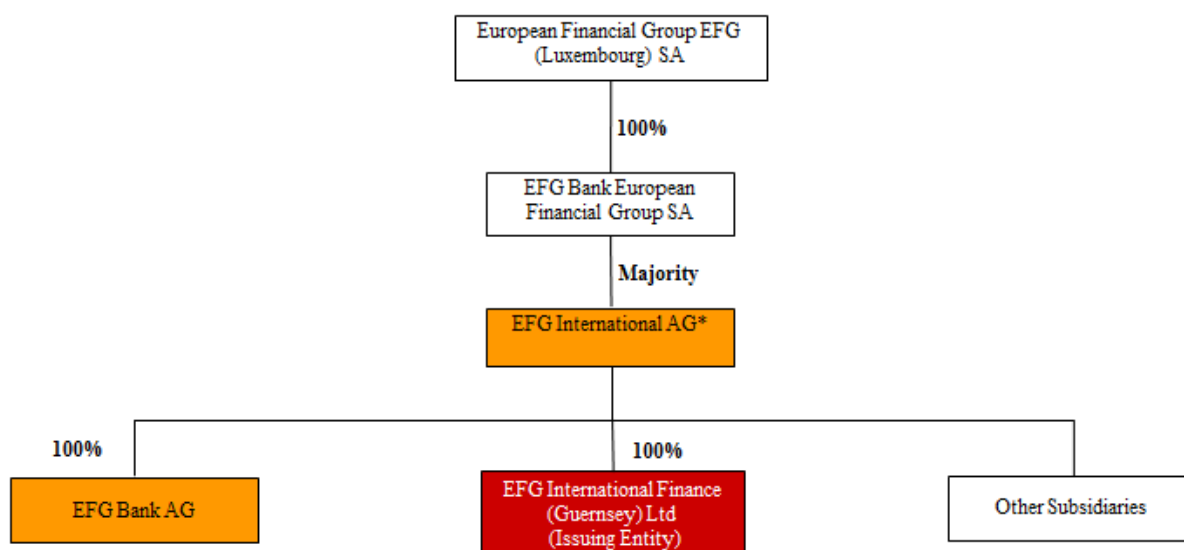 European Financial Group EFG
(Luxembourg) SA
100%
EFG Bank European
Financial Group SA
Majority
EFG International AG*
100%
100%
EFG Bank AG
EFG International Finance
(Guernsey) Ltd
(Issuing Entity)
Other Subsidiaries